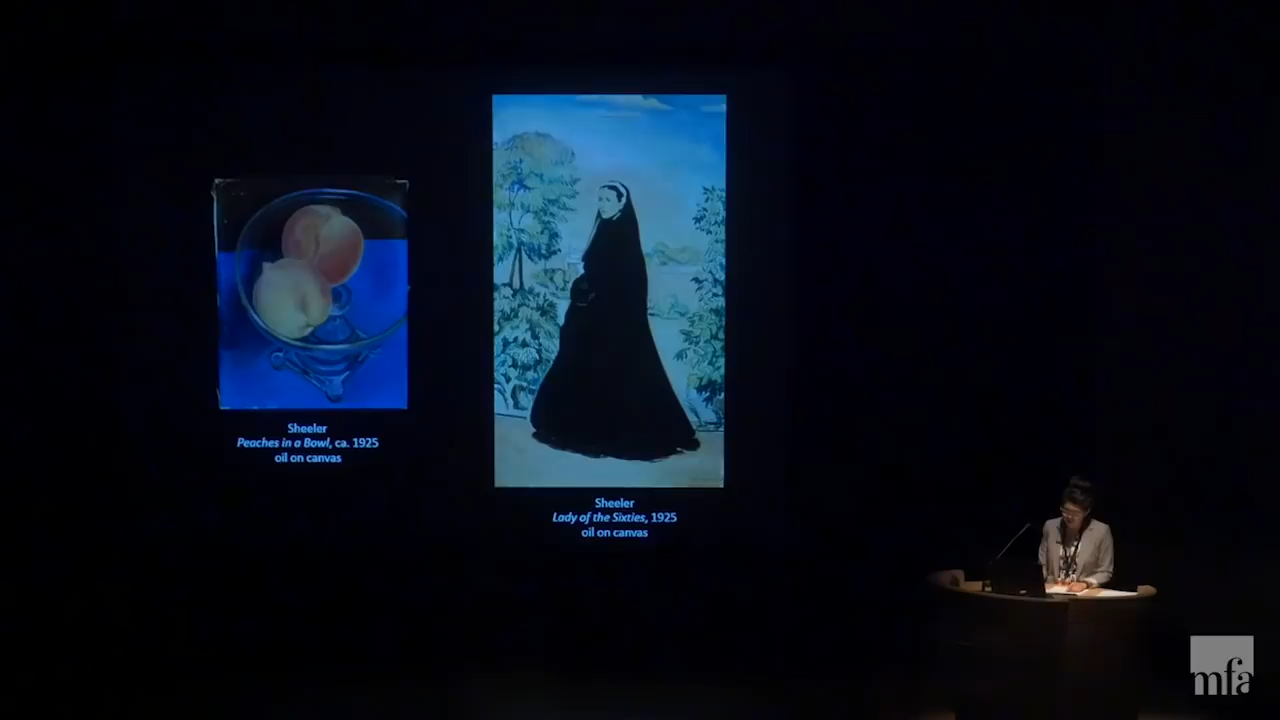 Sheeler
Peaches in a Bowl, ca. 1925
oil on canvas
Sheeler
Lady of the Sixties, 1925
oil on canvas
mfa